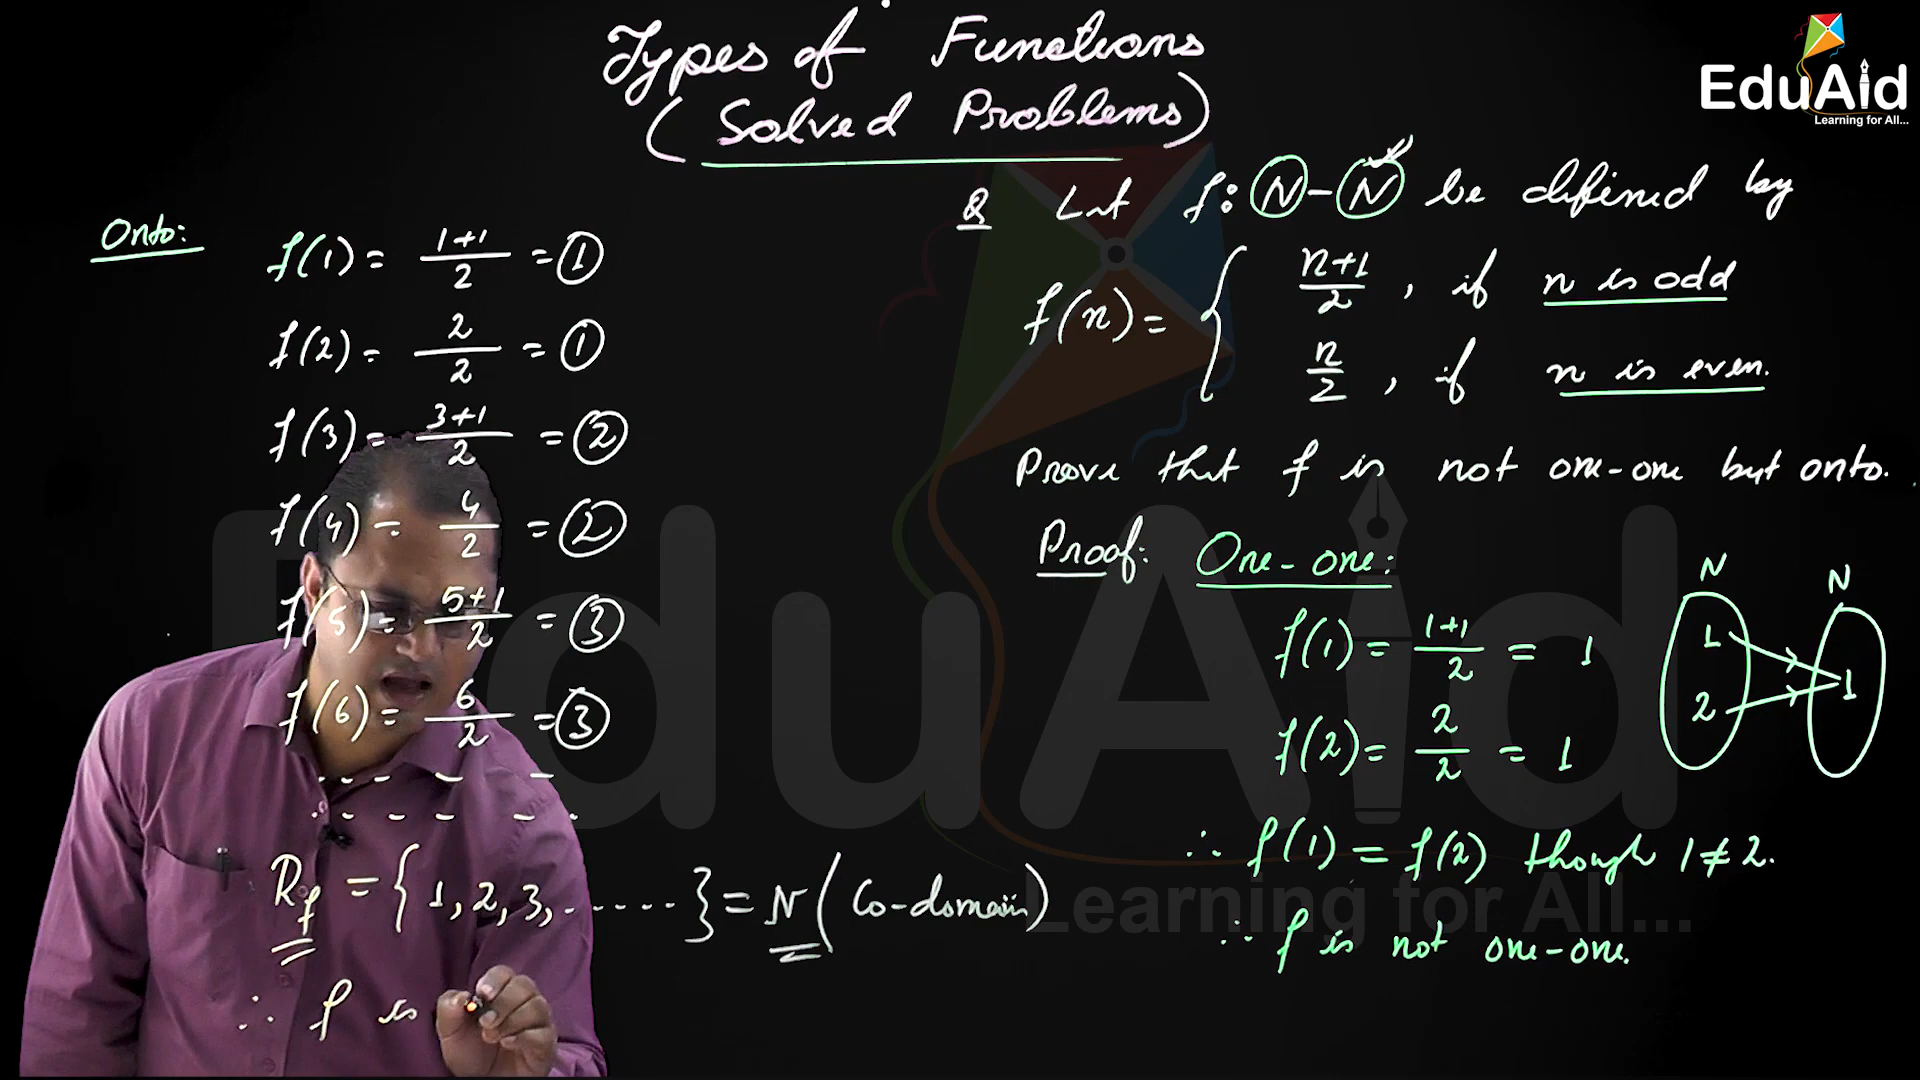 Types of Functions
(Solved Problems)
EduAid
Learning for All...
Q Let f: N-N be defined by
f(n) = { n+1/2, if n is odd
n/2, if n is even.
Prove that f is not one-one but onto.
Proof: One-one:
f(1) = 1+1/2 = 1
f(2) = 2/2 = 1
N N
1
2
1
∴ f(1) = f(2) though 1≠2.
∴ f is not one-one.
Onto:
f(1) = 1+1/2 = 1
f(2) = 2/2 = 1
f(3) = 3+1/2 = 2
f(4) = 4/2 = 2
f(5) = 5+1/2 = 3
f(6) = 6/2 = 3
Rf = {1, 2, 3, ......} = N (Co-domain)
∴ f is
EduAid
Learning for All...